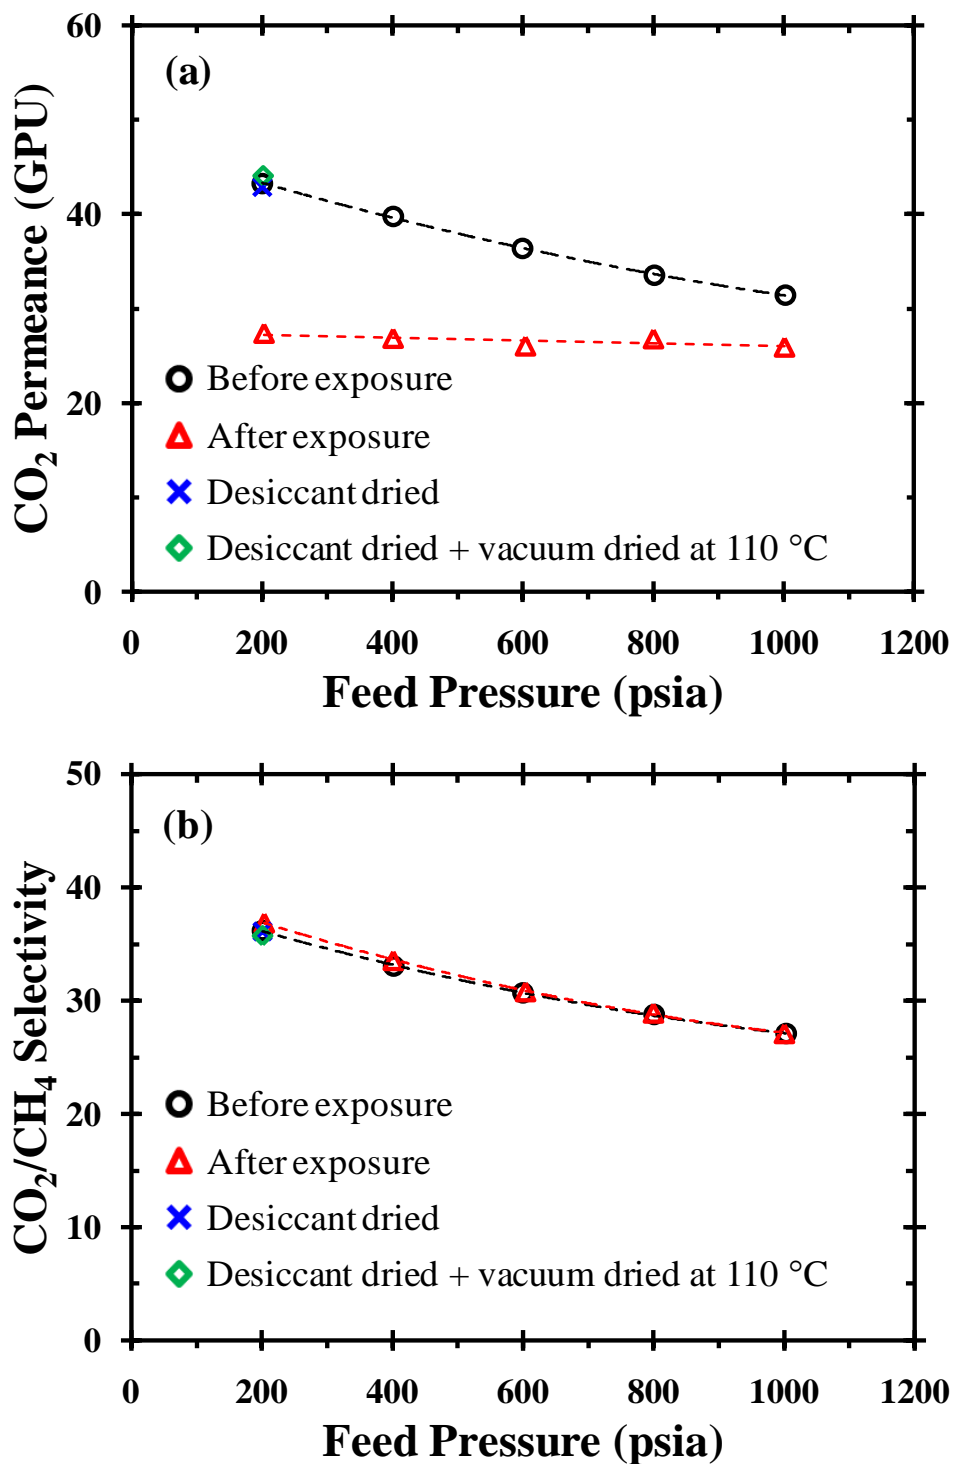 60
(a)
CO₂ Permeance (GPU)
40
20
Before exposure
After exposure
Desiccant dried
Desiccant dried + vacuum dried at 110 °C
0
0 200 400 600 800 1000 1200
Feed Pressure (psia)
50
(b)
CO₂/CH₄ Selectivity
40
30
20
Before exposure
After exposure
10
Desiccant dried
Desiccant dried + vacuum dried at 110 °C
0
0 200 400 600 800 1000 1200
Feed Pressure (psia)